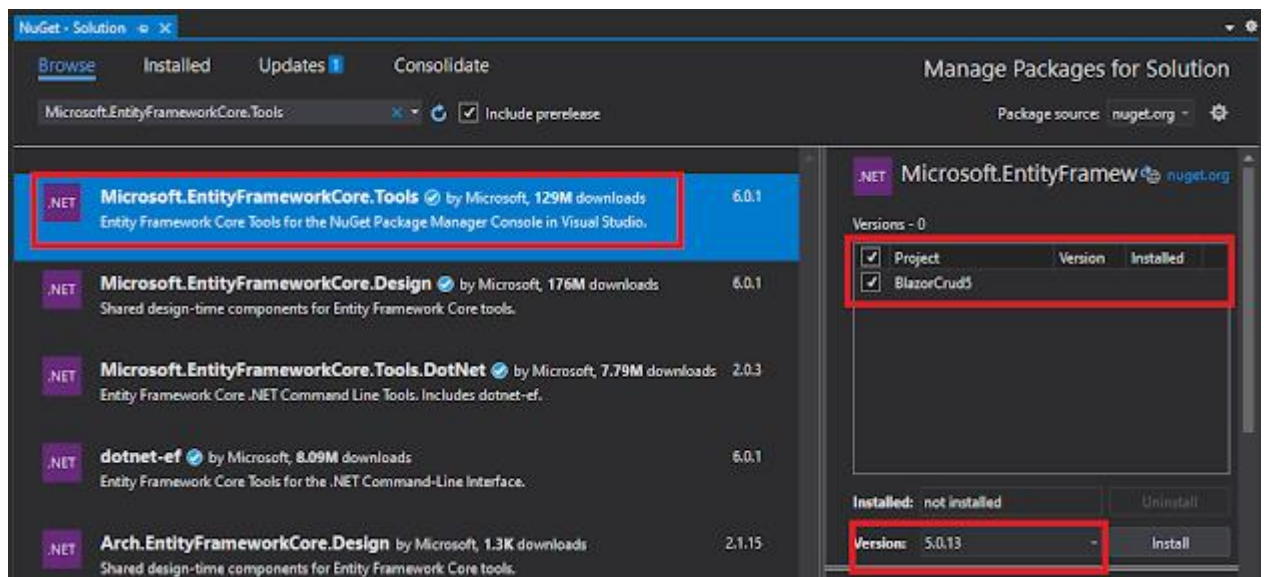 NuGet - Solution
Browse Installed Updates 1 Consolidate
Manage Packages for Solution
Microsoft.EntityFrameworkCore.Tools
Include prerelease
Package source: nuget.org
.NET
Microsoft.EntityFrameworkCore.Tools by Microsoft, 129M downloads
6.0.1
Entity Framework Core Tools for the NuGet Package Manager Console in Visual Studio.
.NET
Microsoft.EntityFrameworkCore.Design by Microsoft, 176M downloads
6.0.1
Shared design-time components for Entity Framework Core tools.
.NET
Microsoft.EntityFrameworkCore.Tools.DotNet by Microsoft, 7.79M downloads
2.0.3
Entity Framework Core .NET Command Line Tools. Includes dotnet-ef.
.NET
dotnet-ef by Microsoft, 8.09M downloads
6.0.1
Entity Framework Core Tools for the .NET Command-Line Interface.
.NET
Arch.EntityFrameworkCore.Design by Microsoft, 1.3K downloads
2.1.15
Shared design-time components for Entity Framework Core tools.
.NET
Microsoft.EntityFramew
nuget.org
Versions - 0
Project Version Installed
BlazorCrud5
Installed: not installed
Uninstall
Version: 5.0.13
Install